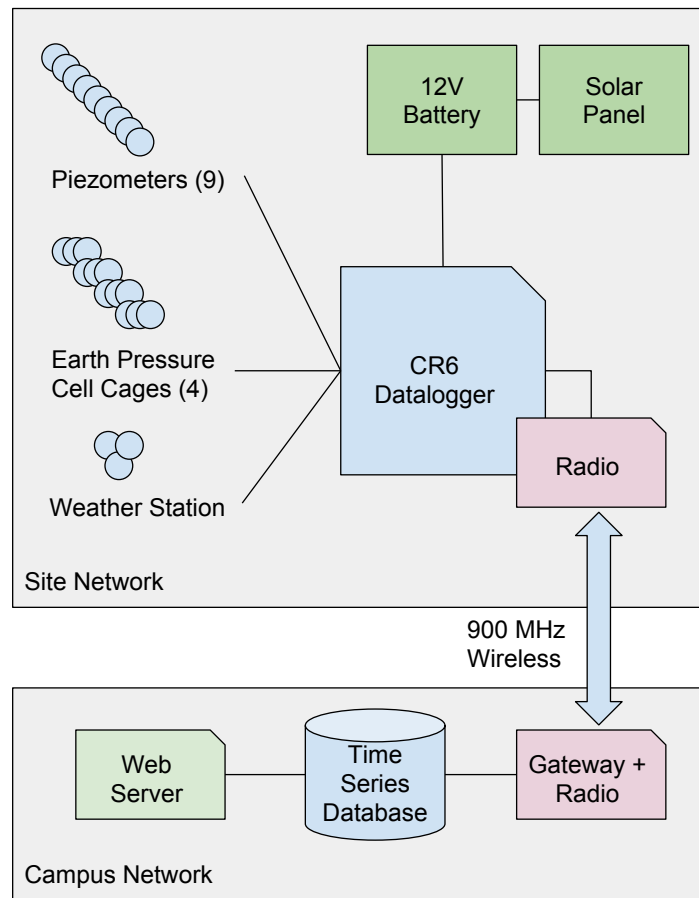 12V
Battery
Solar
Panel
Piezometers (9)
Earth Pressure
Cell Cages (4)
CR6
Datalogger
Radio
Weather Station
Site Network
900 MHz
Wireless
Web
Server
Time
Series
Database
Gateway +
Radio
Campus Network